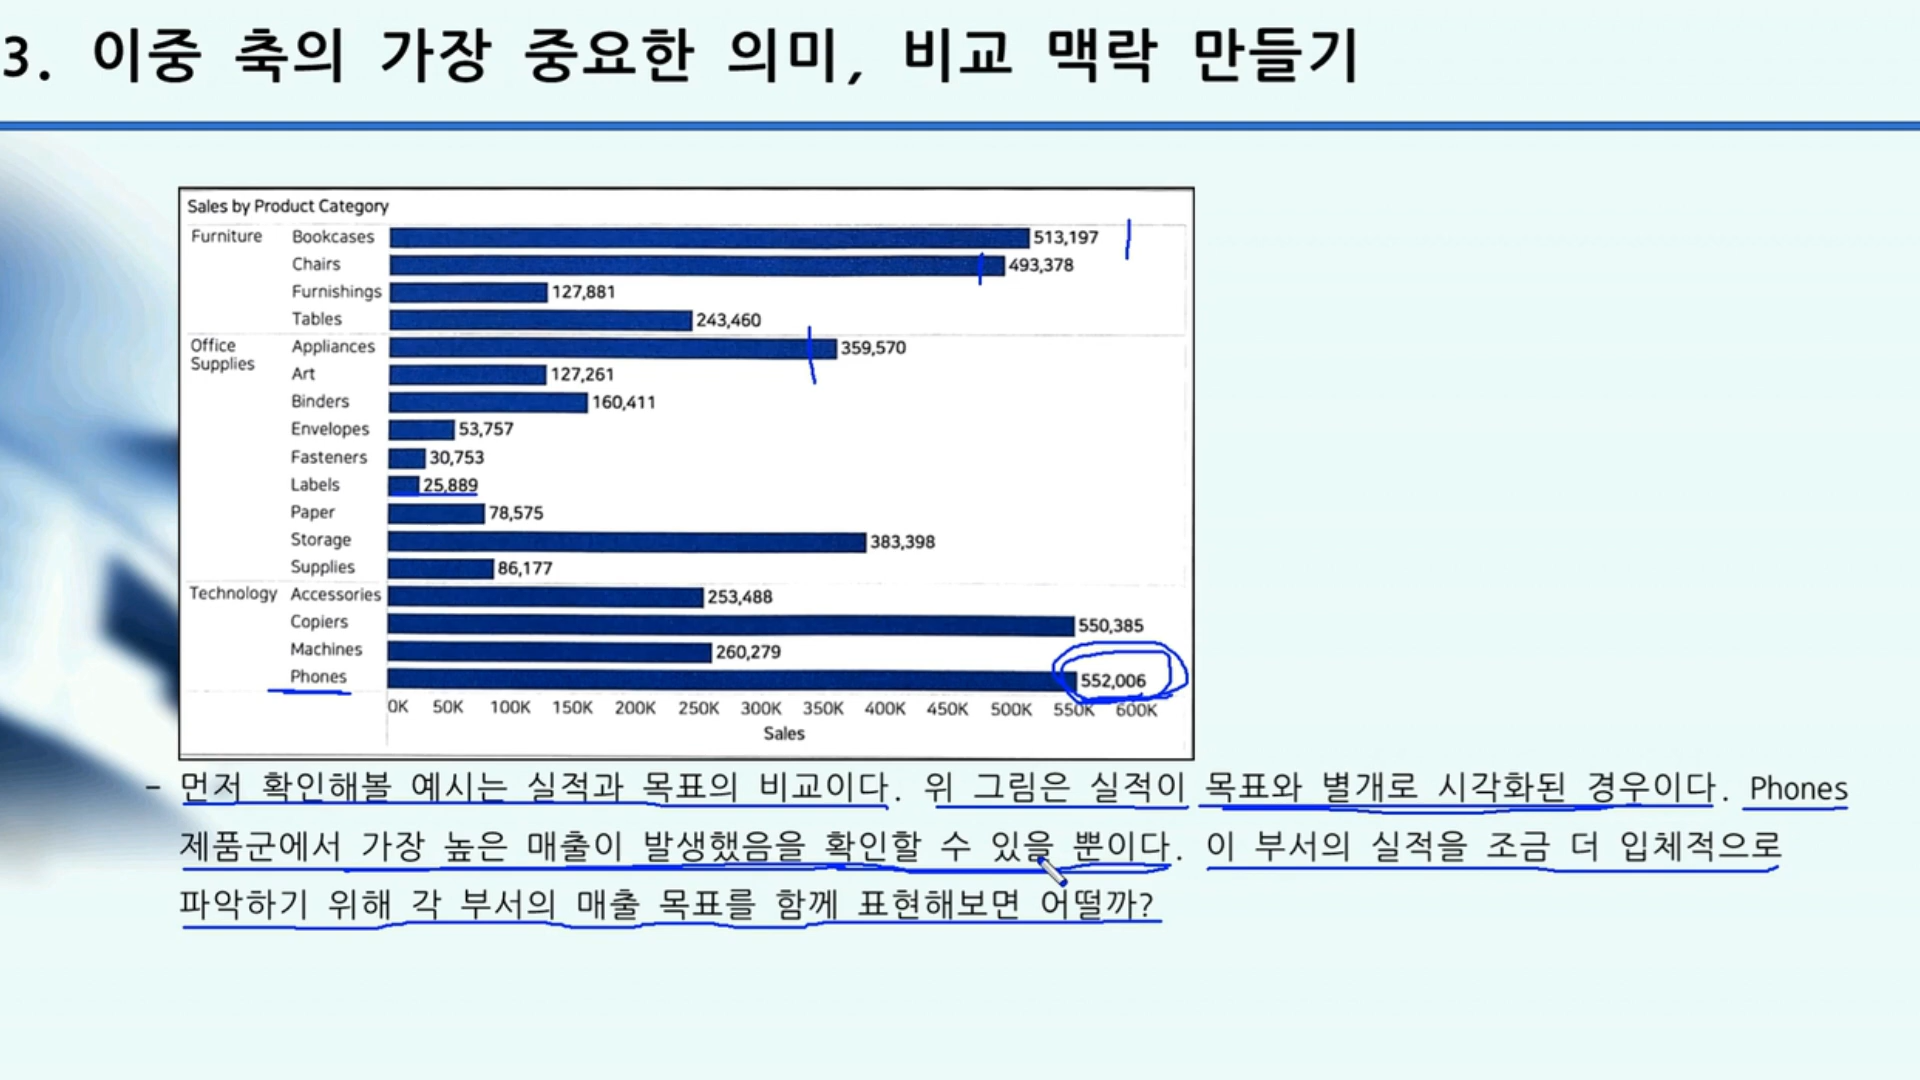 3. 이중 축의 가장 중요한 의미, 비교 맥락 만들기
Sales by Product Category
Furniture Bookcases 513,197
Chairs 493,378
Furnishings 127,881
Tables 243,460
Office Supplies Appliances 359,570
Art 127,261
Binders 160,411
Envelopes 53,757
Fasteners 30,753
Labels 25,889
Paper 78,575
Storage 383,398
Supplies 86,177
Technology Accessories 253,488
Copiers 550,385
Machines 260,279
Phones 552,006
0K 50K 100K 150K 200K 250K 300K 350K 400K 450K 500K 550K 600K
Sales
– 먼저 확인해볼 예시는 실적과 목표의 비교이다. 위 그림은 실적이 목표와 별개로 시각화된 경우이다. Phones
제품군에서 가장 높은 매출이 발생했음을 확인할 수 있을 뿐이다. 이 부서의 실적을 조금 더 입체적으로
파악하기 위해 각 부서의 매출 목표를 함께 표현해보면 어떨까?